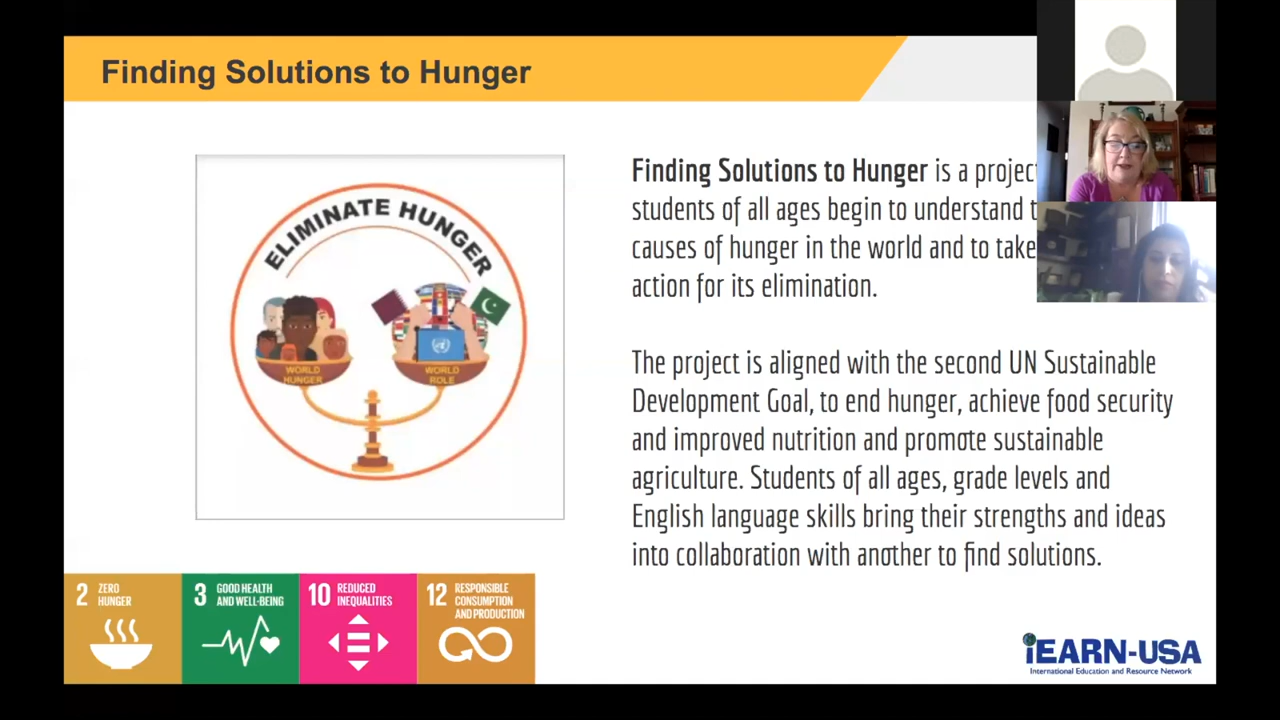 Finding Solutions to Hunger
ELIMINATE HUNGER
WORLD
HUNGER
WORLD
ROLE
Finding Solutions to Hunger is a project
students of all ages begin to understand
causes of hunger in the world and to take
action for its elimination.
The project is aligned with the second UN Sustainable
Development Goal, to end hunger, achieve food security
and improved nutrition and promote sustainable
agriculture. Students of all ages, grade levels and
English language skills bring their strengths and ideas
into collaboration with another to find solutions.
2 ZERO
HUNGER
3 GOOD HEALTH
AND WELL-BEING
10 REDUCED
INEQUALITIES
12 RESPONSIBLE
CONSUMPTION
AND PRODUCTION
iEARN-USA
International Education and Resource Network